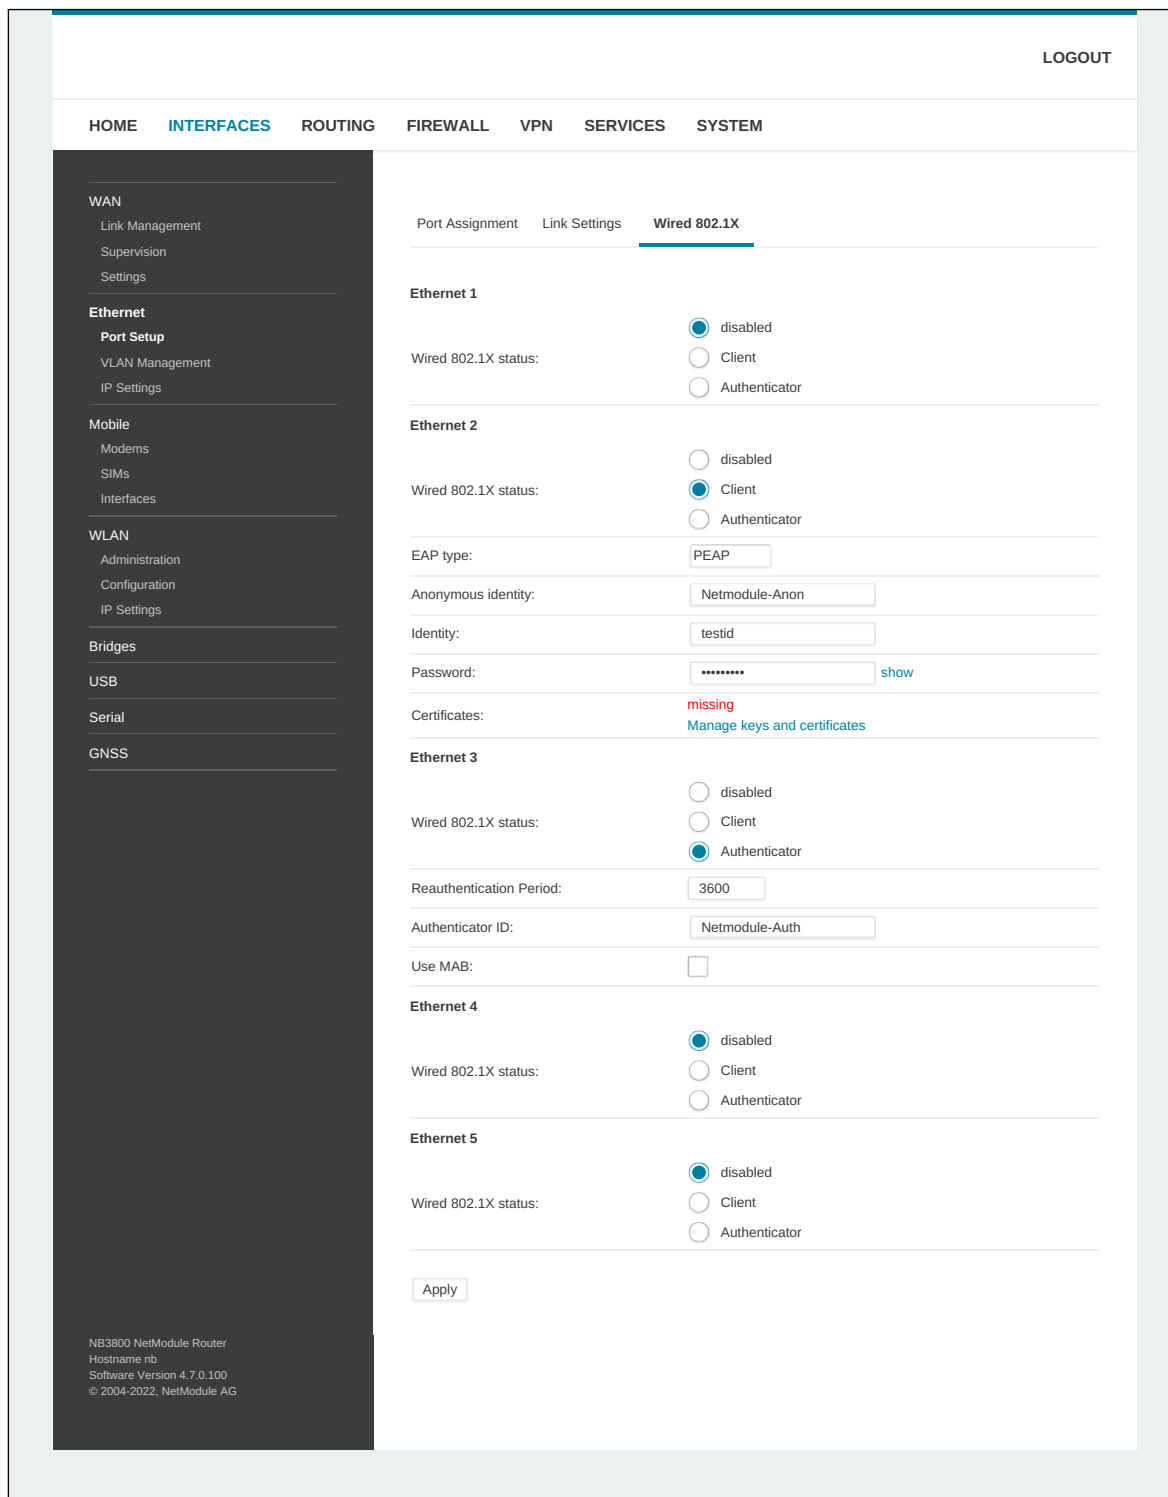 LOGOUT
HOME INTERFACES ROUTING FIREWALL VPN SERVICES SYSTEM
WAN
Link Management
Supervision
Settings
Ethernet
Port Setup
VLAN Management
IP Settings
Mobile
Modems
SIMs
Interfaces
WLAN
Administration
Configuration
IP Settings
Bridges
USB
Serial
GNSS
NB3800 NetModule Router
Hostname nb
Software Version 4.7.0.100
© 2004-2022, NetModule AG
Port Assignment Link Settings Wired 802.1X
Ethernet 1
Wired 802.1X status:
disabled
Client
Authenticator
Ethernet 2
Wired 802.1X status:
disabled
Client
Authenticator
EAP type: PEAP
Anonymous identity: Netmodule-Anon
Identity: testid
Password: ••••••••• show
Certificates:
missing
Manage keys and certificates
Ethernet 3
Wired 802.1X status:
disabled
Client
Authenticator
Reauthentication Period: 3600
Authenticator ID: Netmodule-Auth
Use MAB:
Ethernet 4
Wired 802.1X status:
disabled
Client
Authenticator
Ethernet 5
Wired 802.1X status:
disabled
Client
Authenticator
Apply